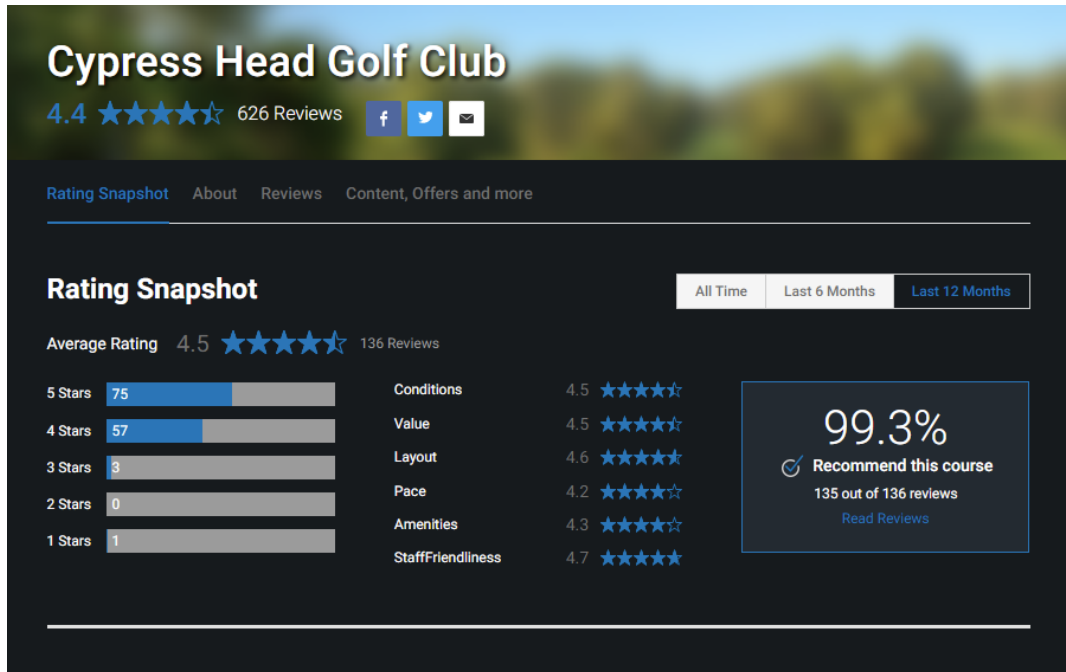 Cypress Head Golf Club
4.4 626 Reviews
Rating Snapshot About Reviews Content, Offers and more
Rating Snapshot
All Time Last 6 Months Last 12 Months
Average Rating 4.5 136 Reviews
5 Stars 75
4 Stars 57
3 Stars 3
2 Stars 0
1 Stars 1
Conditions 4.5
Value 4.5
Layout 4.6
Pace 4.2
Amenities 4.3
StaffFriendliness 4.7
99.3%
Recommend this course
135 out of 136 reviews
Read Reviews